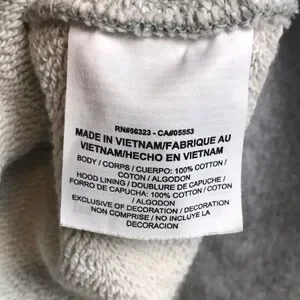 RN#56323 - CA#05553
MADE IN VIETNAM/FABRIQUE AU
VIETNAM/HECHO EN VIETNAM
BODY / CORPS / CUERPO: 100% COTTON /
COTON / ALGODON
HOOD LINING / DOUBLURE DE CAPUCHE /
FORRO DE CAPUCHA: 100% COTTON / COTON
/ ALGODON
EXCLUSIVE OF DECORATION / DECORATION
NON COMPRISE / NO INCLUYE LA
DECORACION